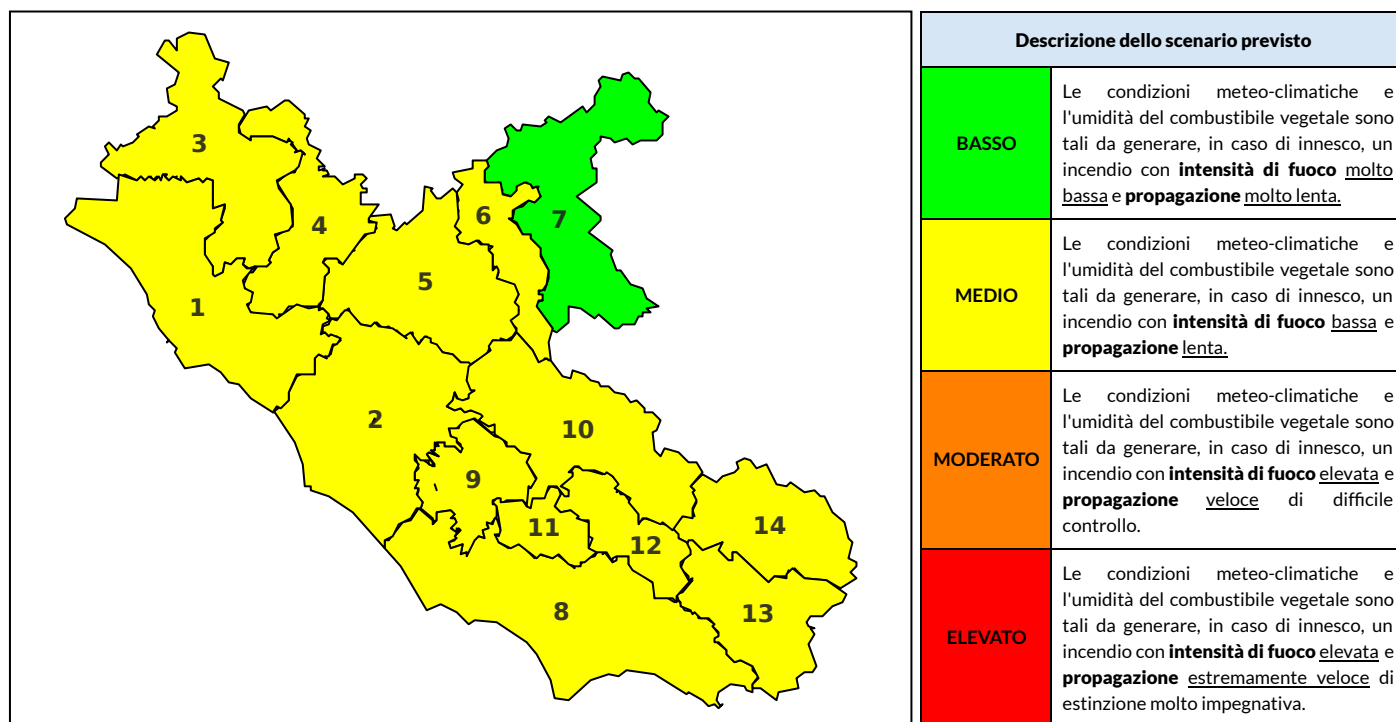 3
4
6
7
5
1
2
10
9
11
12
14
8
13
Descrizione dello scenario previsto
BASSO
Le condizioni meteo-climatiche e
l'umidità del combustibile vegetale sono
tali da generare, in caso di innesco, un
incendio con intensità di fuoco molto
bassa e propagazione molto lenta.
MEDIO
Le condizioni meteo-climatiche e
l'umidità del combustibile vegetale sono
tali da generare, in caso di innesco, un
incendio con intensità di fuoco bassa e
propagazione lenta.
MODERATO
Le condizioni meteo-climatiche e
l'umidità del combustibile vegetale sono
tali da generare, in caso di innesco, un
incendio con intensità di fuoco elevata e
propagazione veloce di difficile
controllo.
ELEVATO
Le condizioni meteo-climatiche e
l'umidità del combustibile vegetale sono
tali da generare, in caso di innesco, un
incendio con intensità di fuoco elevata e
propagazione estremamente veloce di
estinzione molto impegnativa.